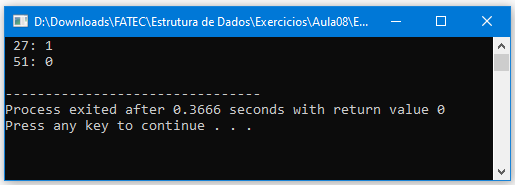 D:\Downloads\FATEC\Estrutura de Dados\Exercicios\Aula08\E...
27: 1
51: 0
--------------------------------
Process exited after 0.3666 seconds with return value 0
Press any key to continue . . .